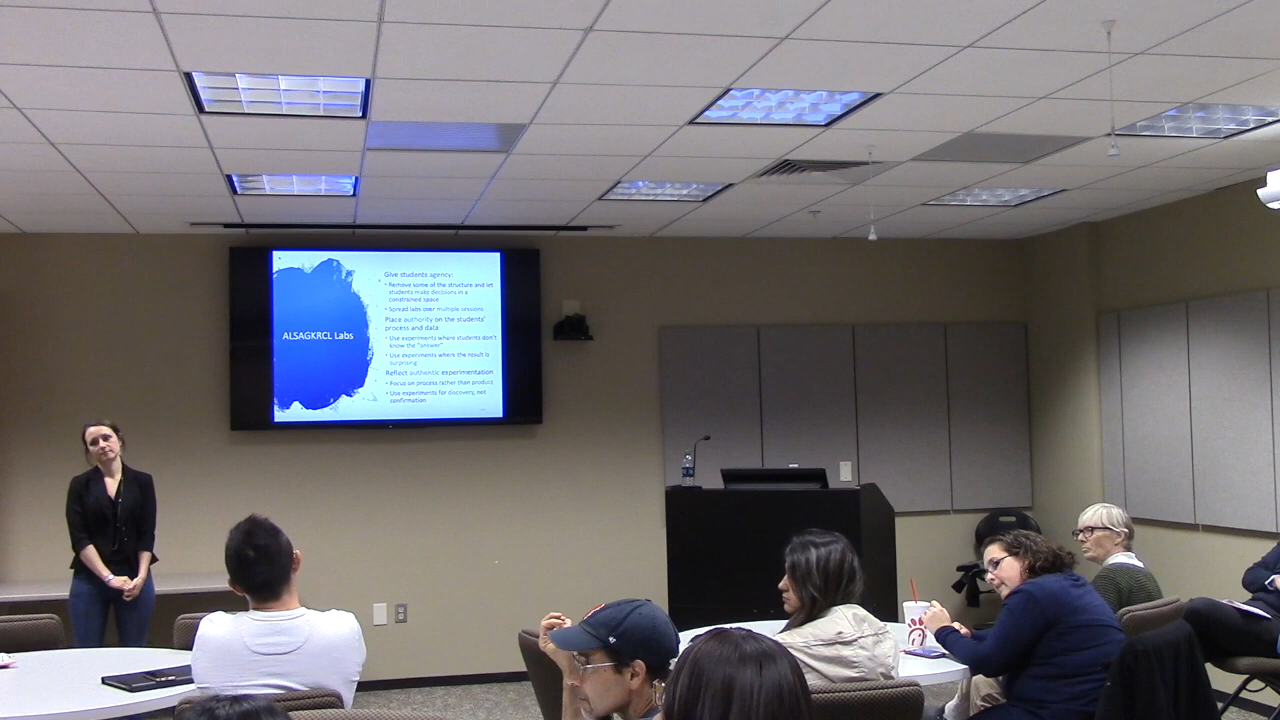 ALSAGKRCL Labs
Give students agency:
• Remove some of the structure and let
students make decisions in a
constrained space
• Spread labs over multiple sessions
Place authority on the students'
process and data
• Use experiments where students don't
know the "answer"
• Use experiments where the result is
surprising
Reflect authentic experimentation
• Focus on process rather than product
• Use experiments for discovery, not
confirmation